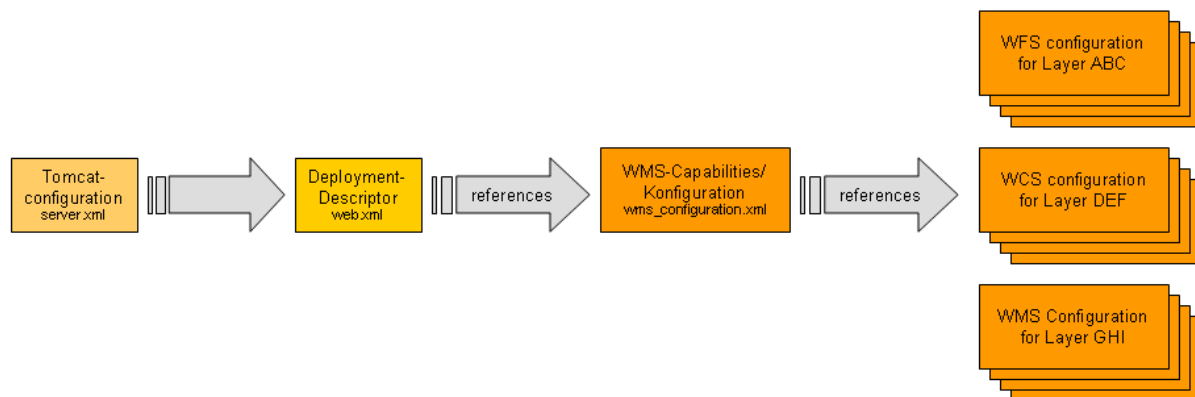 Tomcat-
configuration
server.xml
Deployment-
Descriptor
web.xml
references
WMS-Capabilities/
Konfiguration
wms_configuration.xml
references
WFS configuration
for Layer ABC
WCS configuration
for Layer DEF
WMS Configuration
for Layer GHI